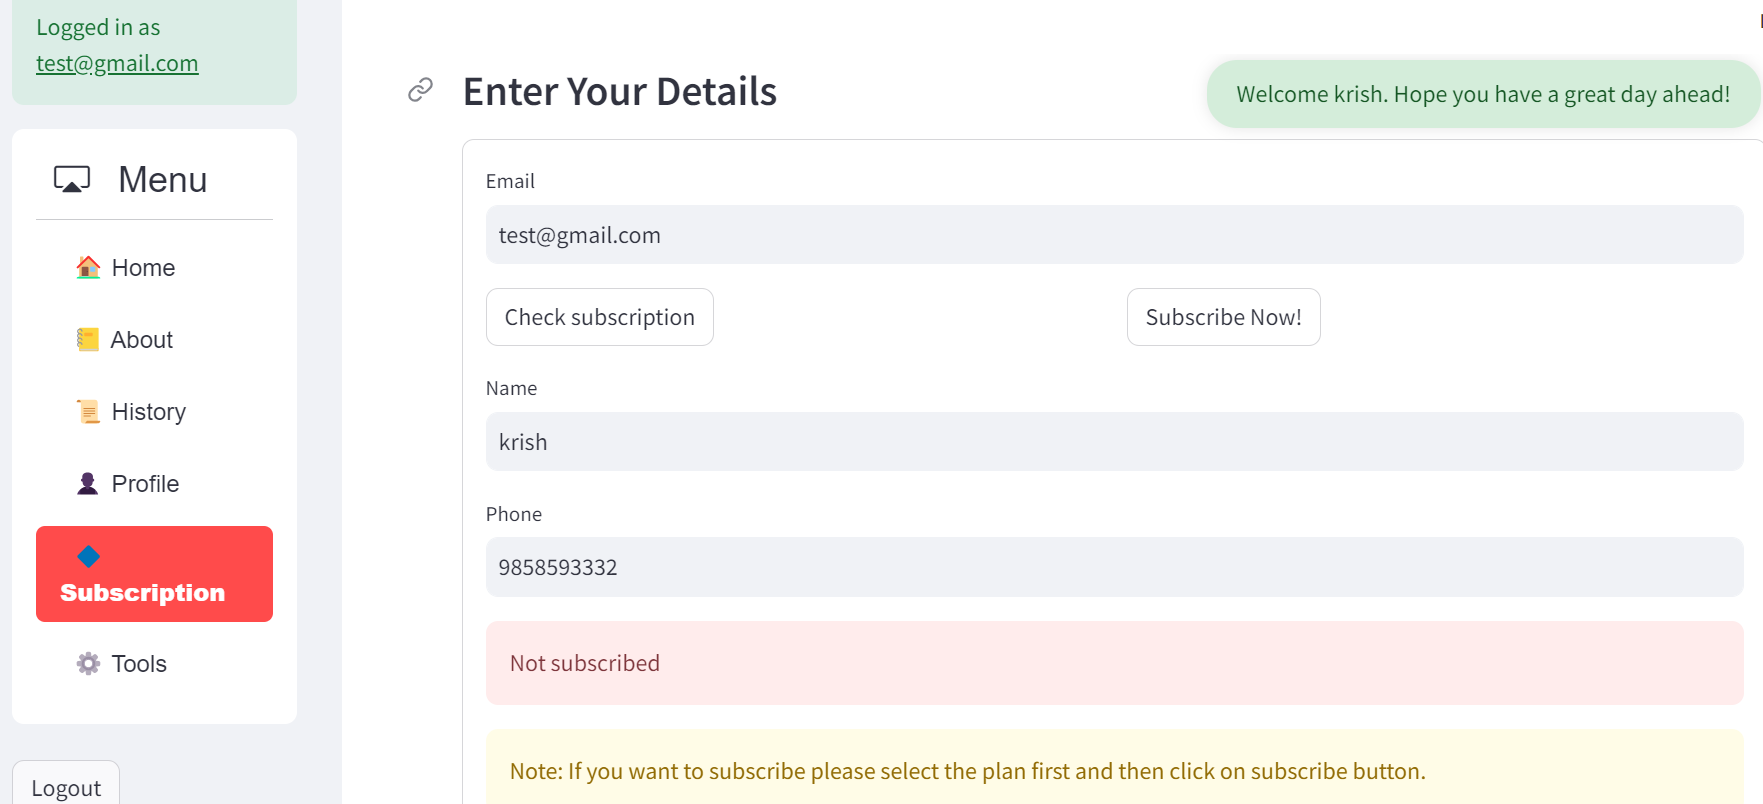 Logged in as
test@gmail.com
Menu
Home
About
History
Profile
Subscription
Tools
Logout
Enter Your Details
Welcome krish. Hope you have a great day ahead!
Email
test@gmail.com
Check subscription
Subscribe Now!
Name
krish
Phone
9858593332
Not subscribed
Note: If you want to subscribe please select the plan first and then click on subscribe button.